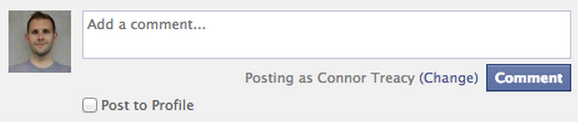 Add a comment...
Posting as Connor Treacy (Change) Comment
Post to Profile